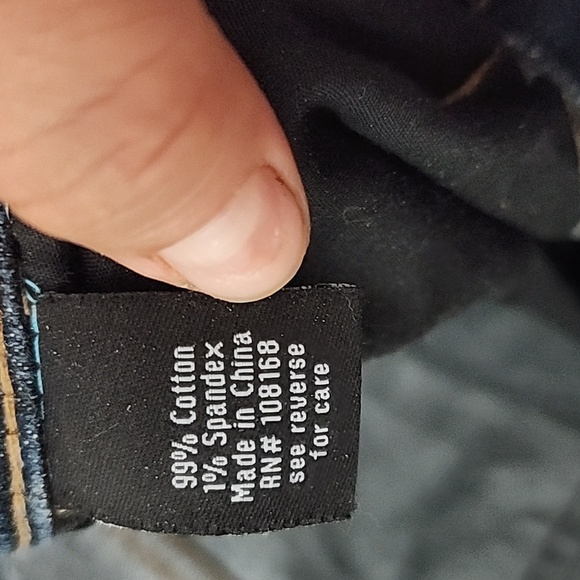 99% Cotton
1% Spandex
Made in China
RN# 108168
see reverse
for care